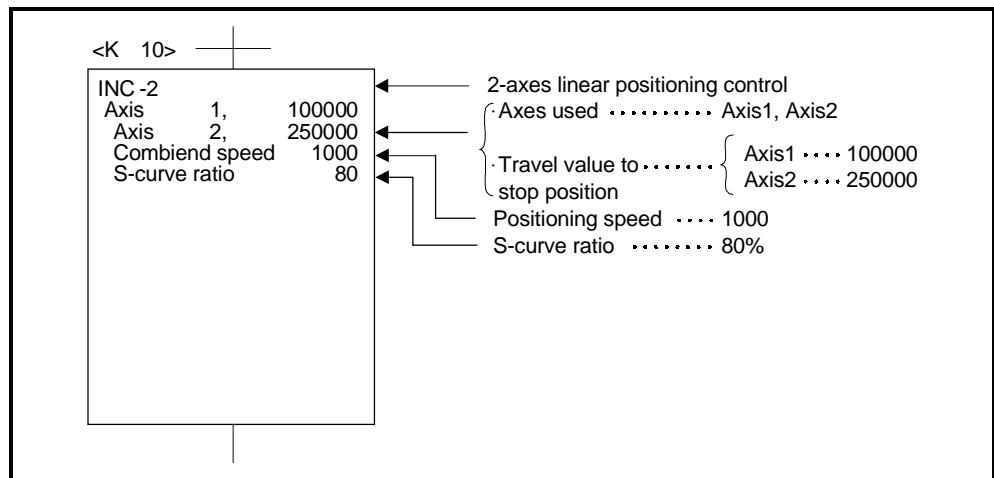 <K 10>
INC -2
Axis 1, 100000
Axis 2, 250000
Combiend speed 1000
S-curve ratio 80
2-axes linear positioning control
·Axes used ·········· Axis1, Axis2
·Travel value to ·······
stop position
Axis1 ···· 100000
Axis2 ···· 250000
Positioning speed ···· 1000
S-curve ratio ········ 80%